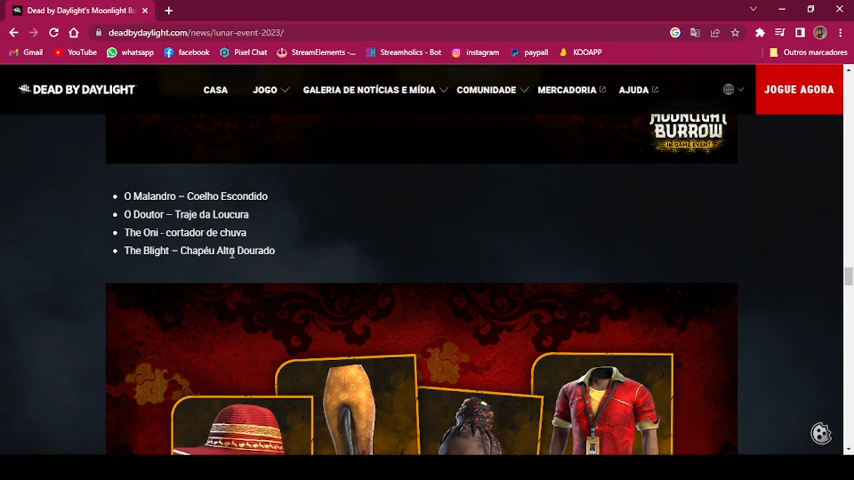 Dead by Daylight's Moonlight Bu
deadbydaylight.com/news/lunar-event-2023/
Gmail YouTube whatsapp facebook Pixel Chat StreamElements -... Streamholics - Bot instagram paypall KOOAPP Outros marcadores
DEAD BY DAYLIGHT CASA JOGO GALERIA DE NOTÍCIAS E MÍDIA COMUNIDADE MERCADORIA AJUDA JOGUE AGORA
MOONLIGHT
BURROW
IN-GAME EVENT
O Malandro – Coelho Escondido
O Doutor – Traje da Loucura
The Oni - cortador de chuva
The Blight – Chapéu Alto Dourado